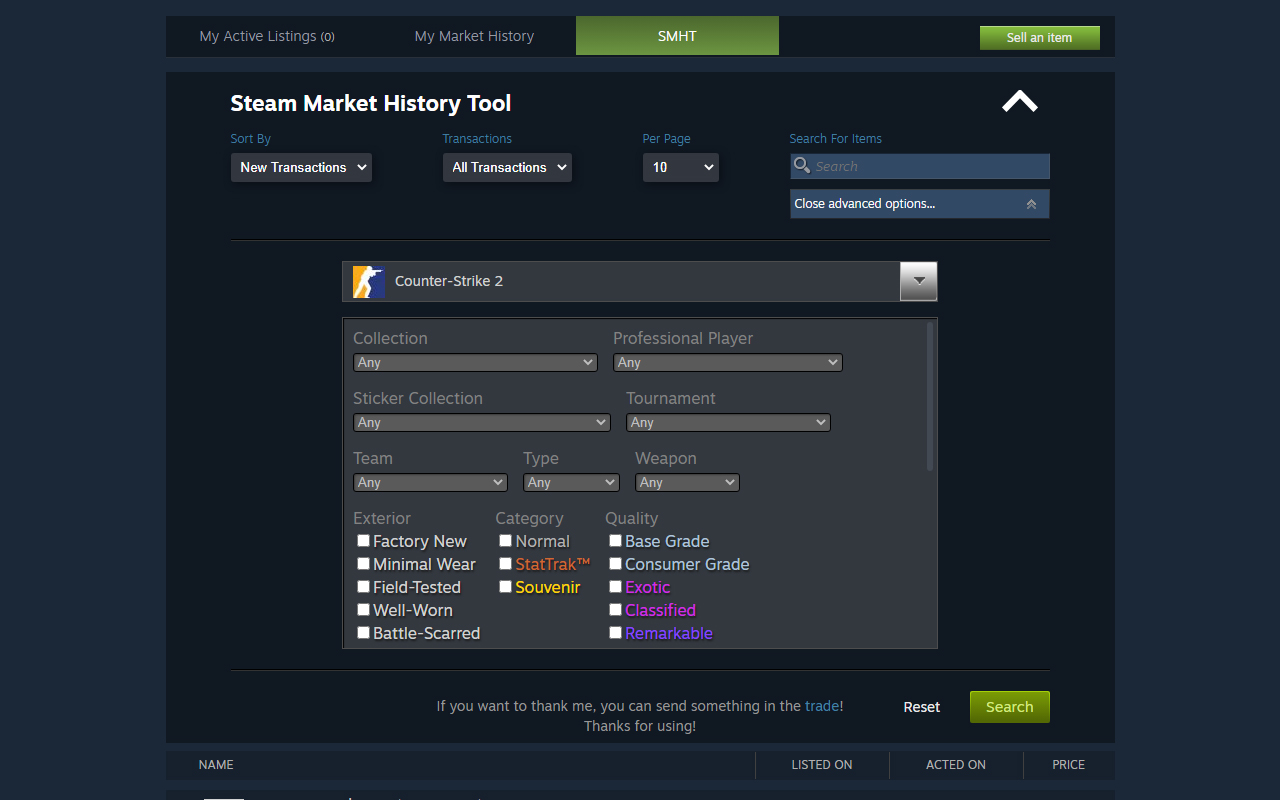 My Active Listings (0) My Market History SMHT Sell an item
Steam Market History Tool
Sort By Transactions Per Page Search For Items
New Transactions All Transactions 10 Search
Close advanced options...
Counter-Strike 2
Collection Professional Player
Any Any
Sticker Collection Tournament
Any Any
Team Type Weapon
Any Any Any
Exterior Category Quality
Factory New Normal Base Grade
Minimal Wear StatTrak™ Consumer Grade
Field-Tested Souvenir Exotic
Well-Worn Classified
Battle-Scarred Remarkable
If you want to thank me, you can send something in the trade! Reset Search
Thanks for using!
NAME LISTED ON ACTED ON PRICE